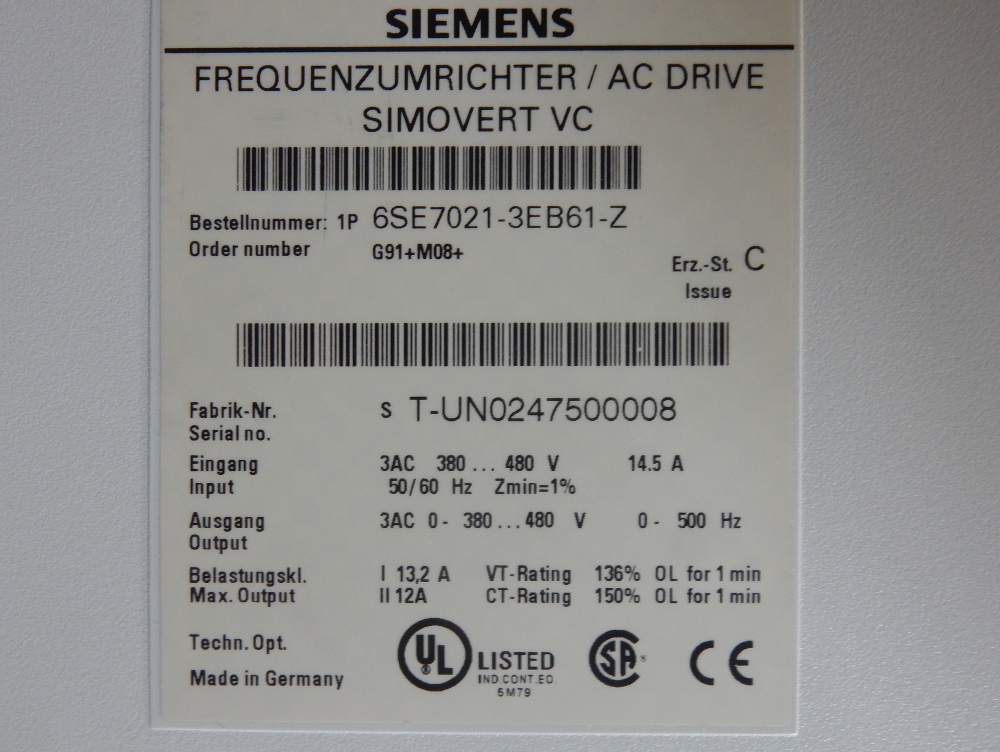 SIEMENS
FREQUENZUMRICHTER / AC DRIVE
SIMOVERT VC
Bestellnummer: 1P 6SE7021-3EB61-Z
Order number G91+M08+
Erz.-St. C
Issue
Fabrik-Nr. S T-UN0247500008
Serial no.
Eingang 3AC 380 ... 480 V 14.5 A
Input 50/60 Hz Zmin=1%
Ausgang 3AC 0 - 380 ... 480 V 0 - 500 Hz
Output
Belastungskl. I 13,2 A VT-Rating 136% OL for 1 min
Max. Output II 12A CT-Rating 150% OL for 1 min
Techn. Opt.
UL LISTED
IND.CONT.EQ
5M79
SA
CE
Made in Germany